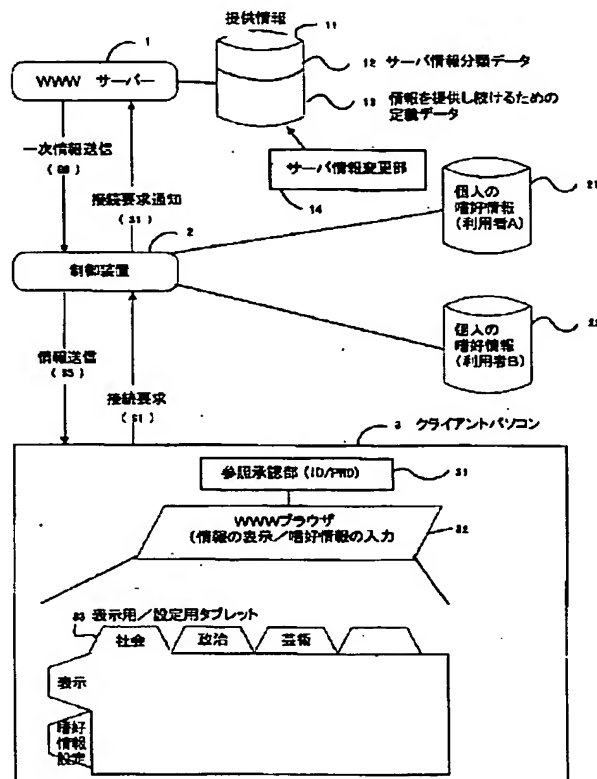 提供情報
11
1
WWW サーバー
12 サーバ情報分類データ
13 情報を提供し続けるための
定義データ
一次情報送信
接続要求通知
(S1)
サーバ情報変更部
14
21
個人の
嗜好情報
(利用者A)
2
制御装置
22
個人の
嗜好情報
(利用者B)
情報送信
(S5)
接続要求
(S1)
3 クライアントパソコン
参照承認部 (ID/PWD)
31
WWWブラウザ
(情報の表示/嗜好情報の入力
32
33 表示用/設定用タブレット
社会
政治
芸術
表示
嗜好
情報
設定